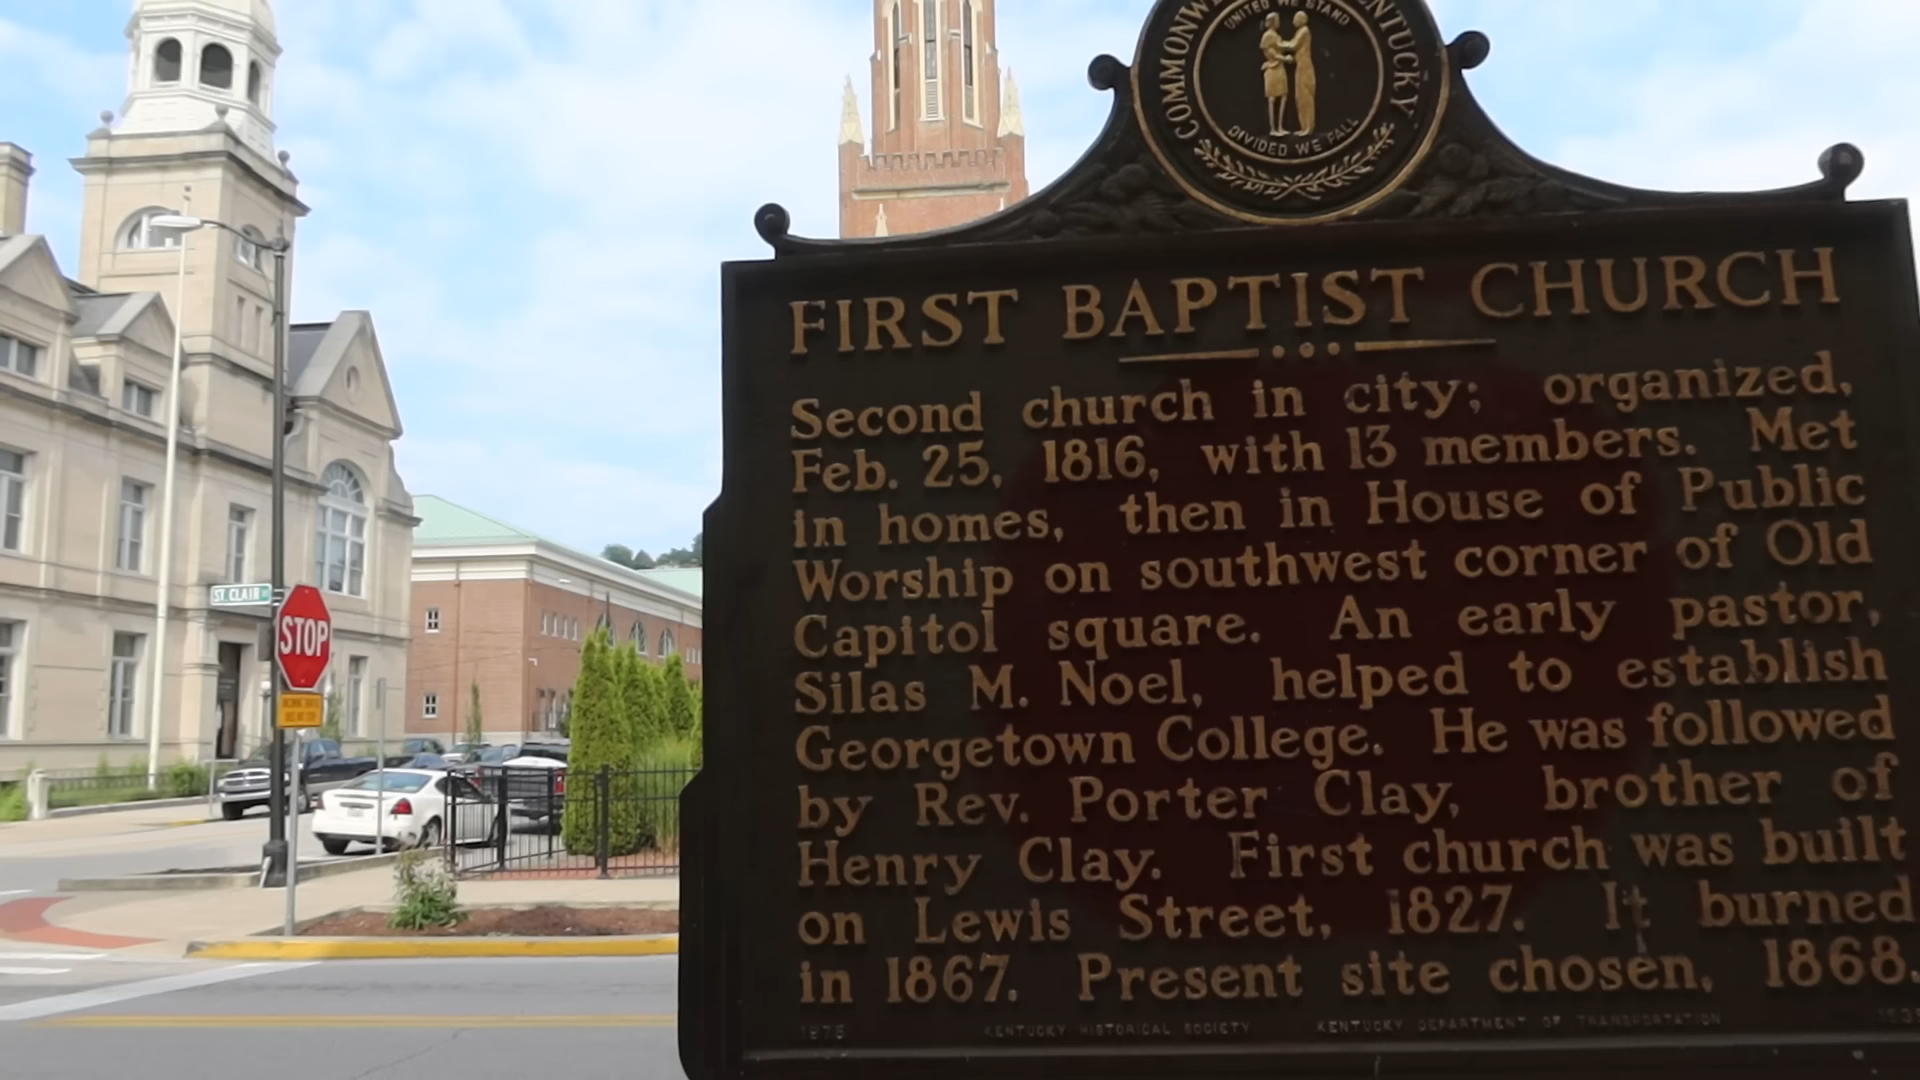 COMMONWE ENTUCKY
UNITED WE STAND
DIVIDED WE FALL
FIRST BAPTIST CHURCH
Second church in city; organized,
Feb. 25, 1816, with 13 members. Met
in homes, then in House of Public
Worship on southwest corner of Old
Capitol square. An early pastor,
Silas M. Noel, helped to establish
Georgetown College. He was followed
by Rev. Porter Clay, brother of
Henry Clay. First church was built
on Lewis Street, 1827. It burned
in 1867. Present site chosen, 1868.
KENTUCKY HISTORICAL SOCIETY KENTUCKY DEPARTMENT OF TRANSPORTATION
ST. CLAIR
STOP